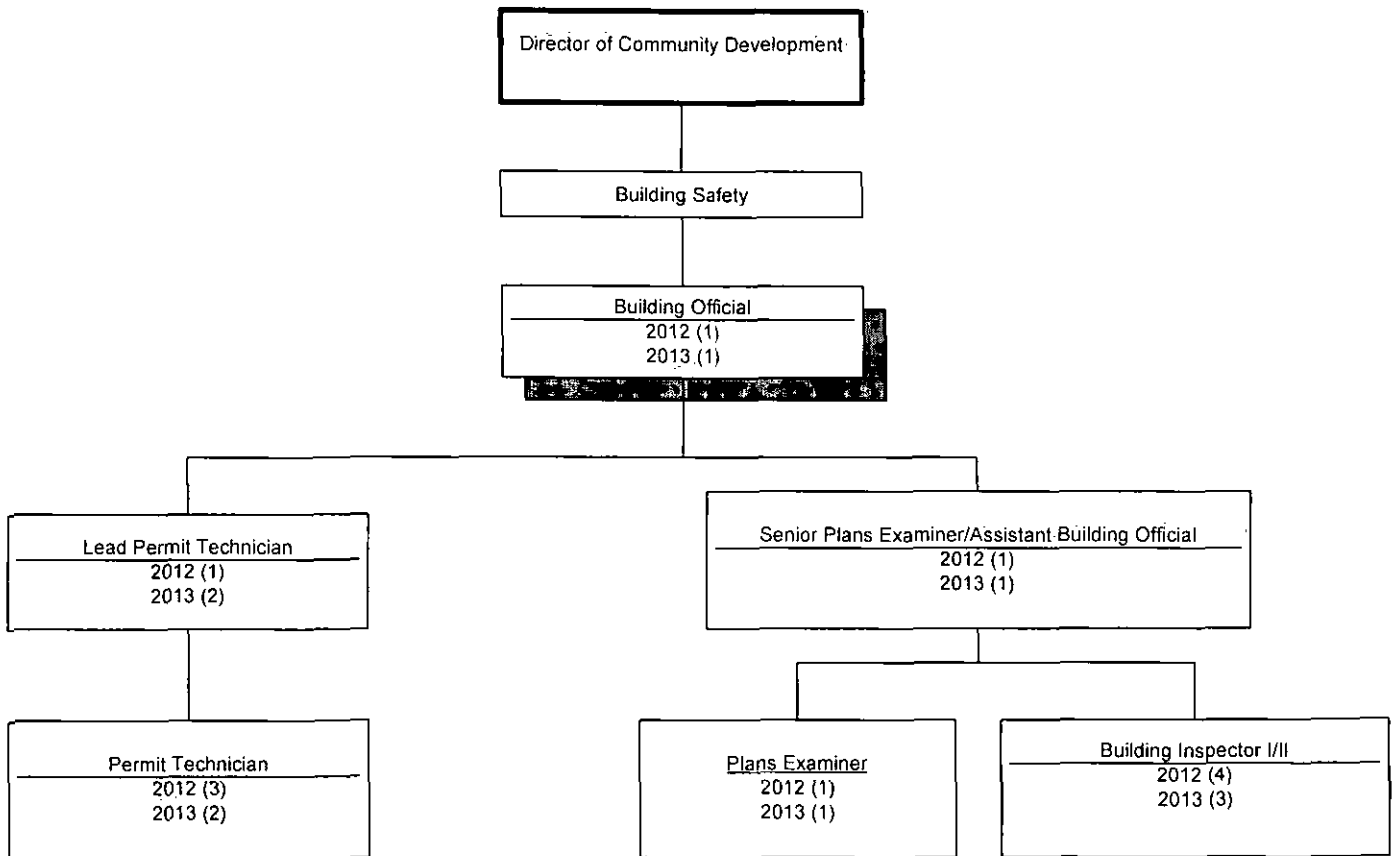 Director of Community Development
Building Safety
Building Official
2012 (1)
2013 (1)
Lead Permit Technician
2012 (1)
2013 (2)
Senior Plans Examiner/Assistant Building Official
2012 (1)
2013 (1)
Permit Technician
2012 (3)
2013 (2)
Plans Examiner
2012 (1)
2013 (1)
Building Inspector I/II
2012 (4)
2013 (3)